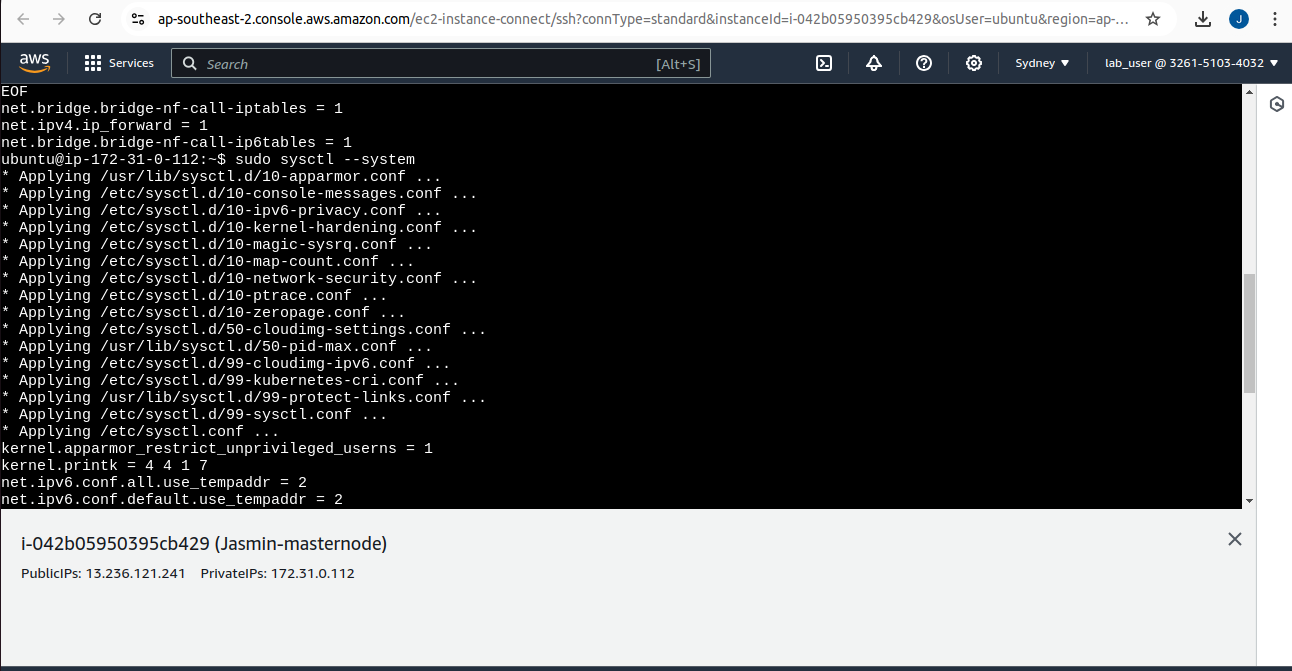 ap-southeast-2.console.aws.amazon.com/ec2-instance-connect/ssh?connType=standard&instanceId=i-042b05950395cb429&osUser=ubuntu&region=ap-...
J
aws
Services
Search
[Alt+S]
Sydney
lab_user @ 3261-5103-4032
EOF
net.bridge.bridge-nf-call-iptables = 1
net.ipv4.ip_forward = 1
net.bridge.bridge-nf-call-ip6tables = 1
ubuntu@ip-172-31-0-112:~$ sudo sysctl --system
* Applying /usr/lib/sysctl.d/10-apparmor.conf ...
* Applying /etc/sysctl.d/10-console-messages.conf ...
* Applying /etc/sysctl.d/10-ipv6-privacy.conf ...
* Applying /etc/sysctl.d/10-kernel-hardening.conf ...
* Applying /etc/sysctl.d/10-magic-sysrq.conf ...
* Applying /etc/sysctl.d/10-map-count.conf ...
* Applying /etc/sysctl.d/10-network-security.conf ...
* Applying /etc/sysctl.d/10-ptrace.conf ...
* Applying /etc/sysctl.d/10-zeropage.conf ...
* Applying /etc/sysctl.d/50-cloudimg-settings.conf ...
* Applying /usr/lib/sysctl.d/50-pid-max.conf ...
* Applying /etc/sysctl.d/99-cloudimg-ipv6.conf ...
* Applying /etc/sysctl.d/99-kubernetes-cri.conf ...
* Applying /usr/lib/sysctl.d/99-protect-links.conf ...
* Applying /etc/sysctl.d/99-sysctl.conf ...
* Applying /etc/sysctl.conf ...
kernel.apparmor_restrict_unprivileged_userns = 1
kernel.printk = 4 4 1 7
net.ipv6.conf.all.use_tempaddr = 2
net.ipv6.conf.default.use_tempaddr = 2
i-042b05950395cb429 (Jasmin-masternode)
PublicIPs: 13.236.121.241 PrivateIPs: 172.31.0.112